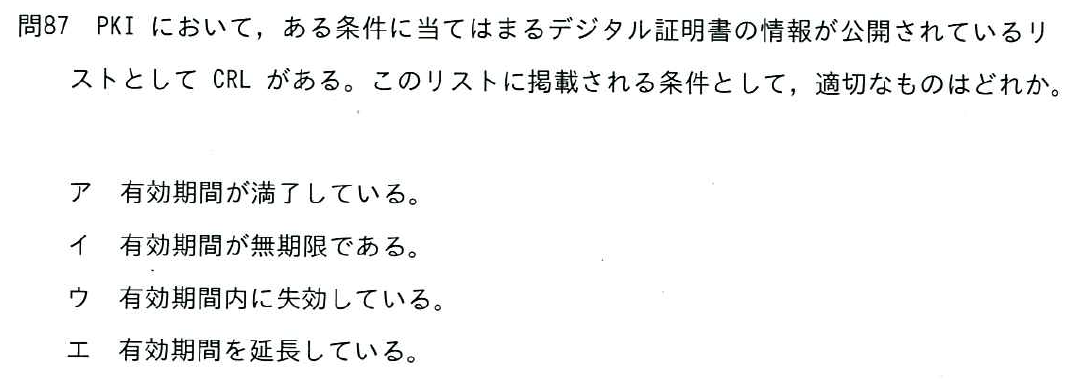 問87 PKI において，ある条件に当てはまるデジタル証明書の情報が公開されているリ
ストとして CRL がある。このリストに掲載される条件として，適切なものはどれか。
ア 有効期間が満了している。
イ 有効期間が無期限である。
ウ 有効期間内に失効している。
エ 有効期間を延長している。